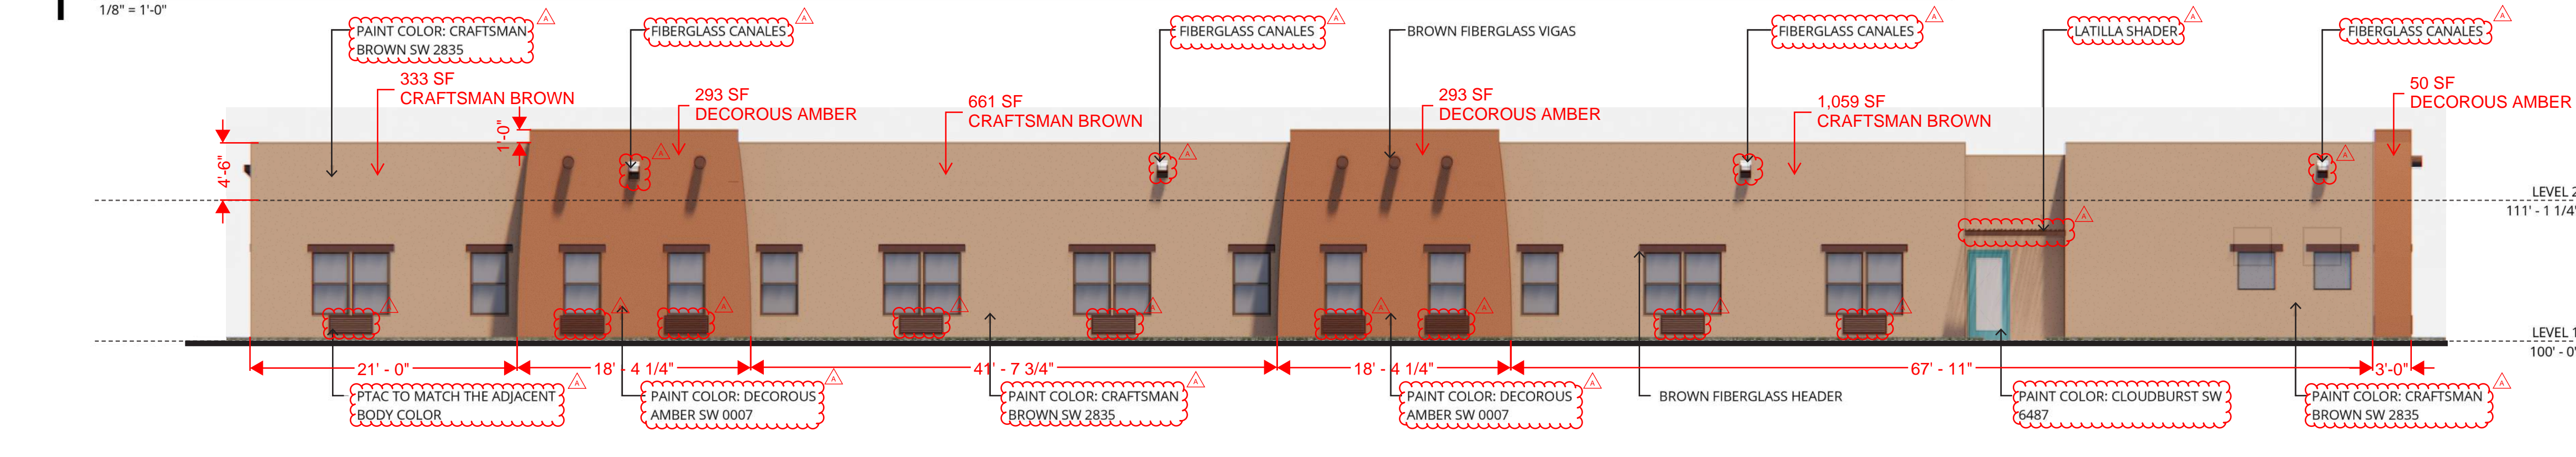 1/8" = 1'-0"
PAINT COLOR: CRAFTSMAN
BROWN SW 2835
A
FIBERGLASS CANALES
A
FIBERGLASS CANALES
A
BROWN FIBERGLASS VIGAS
FIBERGLASS CANALES
A
LATILLA SHADER
A
FIBERGLASS CANALES
A
333 SF
CRAFTSMAN BROWN
293 SF
DECOROUS AMBER
661 SF
CRAFTSMAN BROWN
293 SF
DECOROUS AMBER
1,059 SF
CRAFTSMAN BROWN
50 SF
DECOROUS AMBER
1'-0"
4'-6"
A
A
A
A
LEVEL 2
111' - 1 1/4"
A
A
A
A
A
A
A
A
A
A
LEVEL 1
100' - 0"
21' - 0"
18' - 4 1/4"
41' - 7 3/4"
18' - 4 1/4"
67' - 11"
3'-0"
PTAC TO MATCH THE ADJACENT
BODY COLOR
A
PAINT COLOR: DECOROUS
AMBER SW 0007
A
PAINT COLOR: CRAFTSMAN
BROWN SW 2835
A
PAINT COLOR: DECOROUS
AMBER SW 0007
A
BROWN FIBERGLASS HEADER
PAINT COLOR: CLOUDBURST SW
6487
PAINT COLOR: CRAFTSMAN
BROWN SW 2835
A